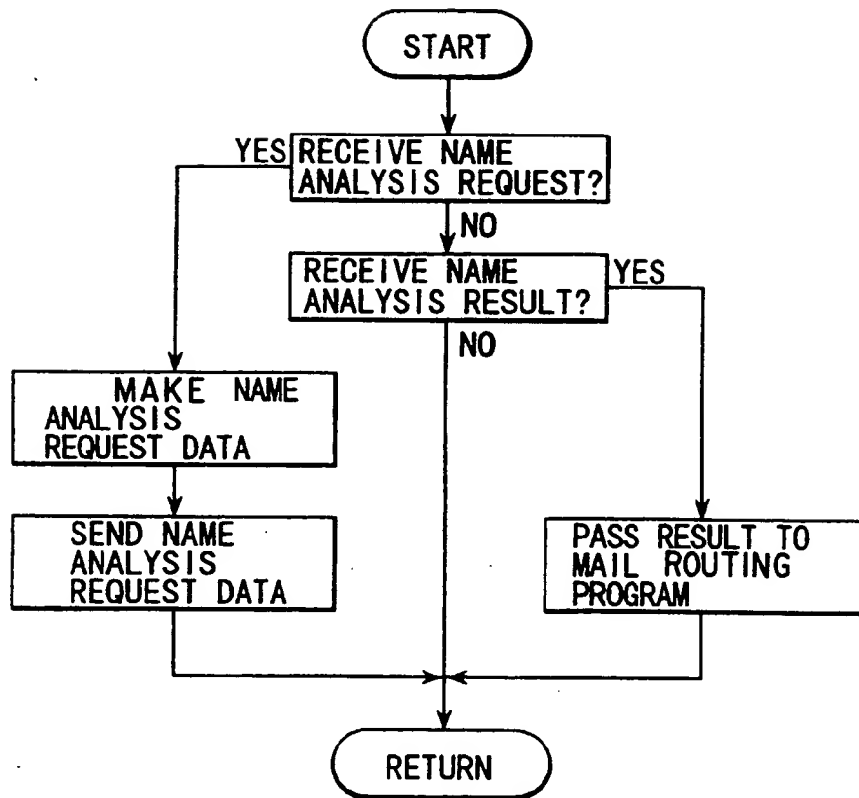 START
YES
RECEIVE NAME
ANALYSIS REQUEST?
NO
RECEIVE NAME
ANALYSIS RESULT?
YES
NO
MAKE NAME
ANALYSIS
REQUEST DATA
SEND NAME
ANALYSIS
REQUEST DATA
PASS RESULT TO
MAIL ROUTING
PROGRAM
RETURN